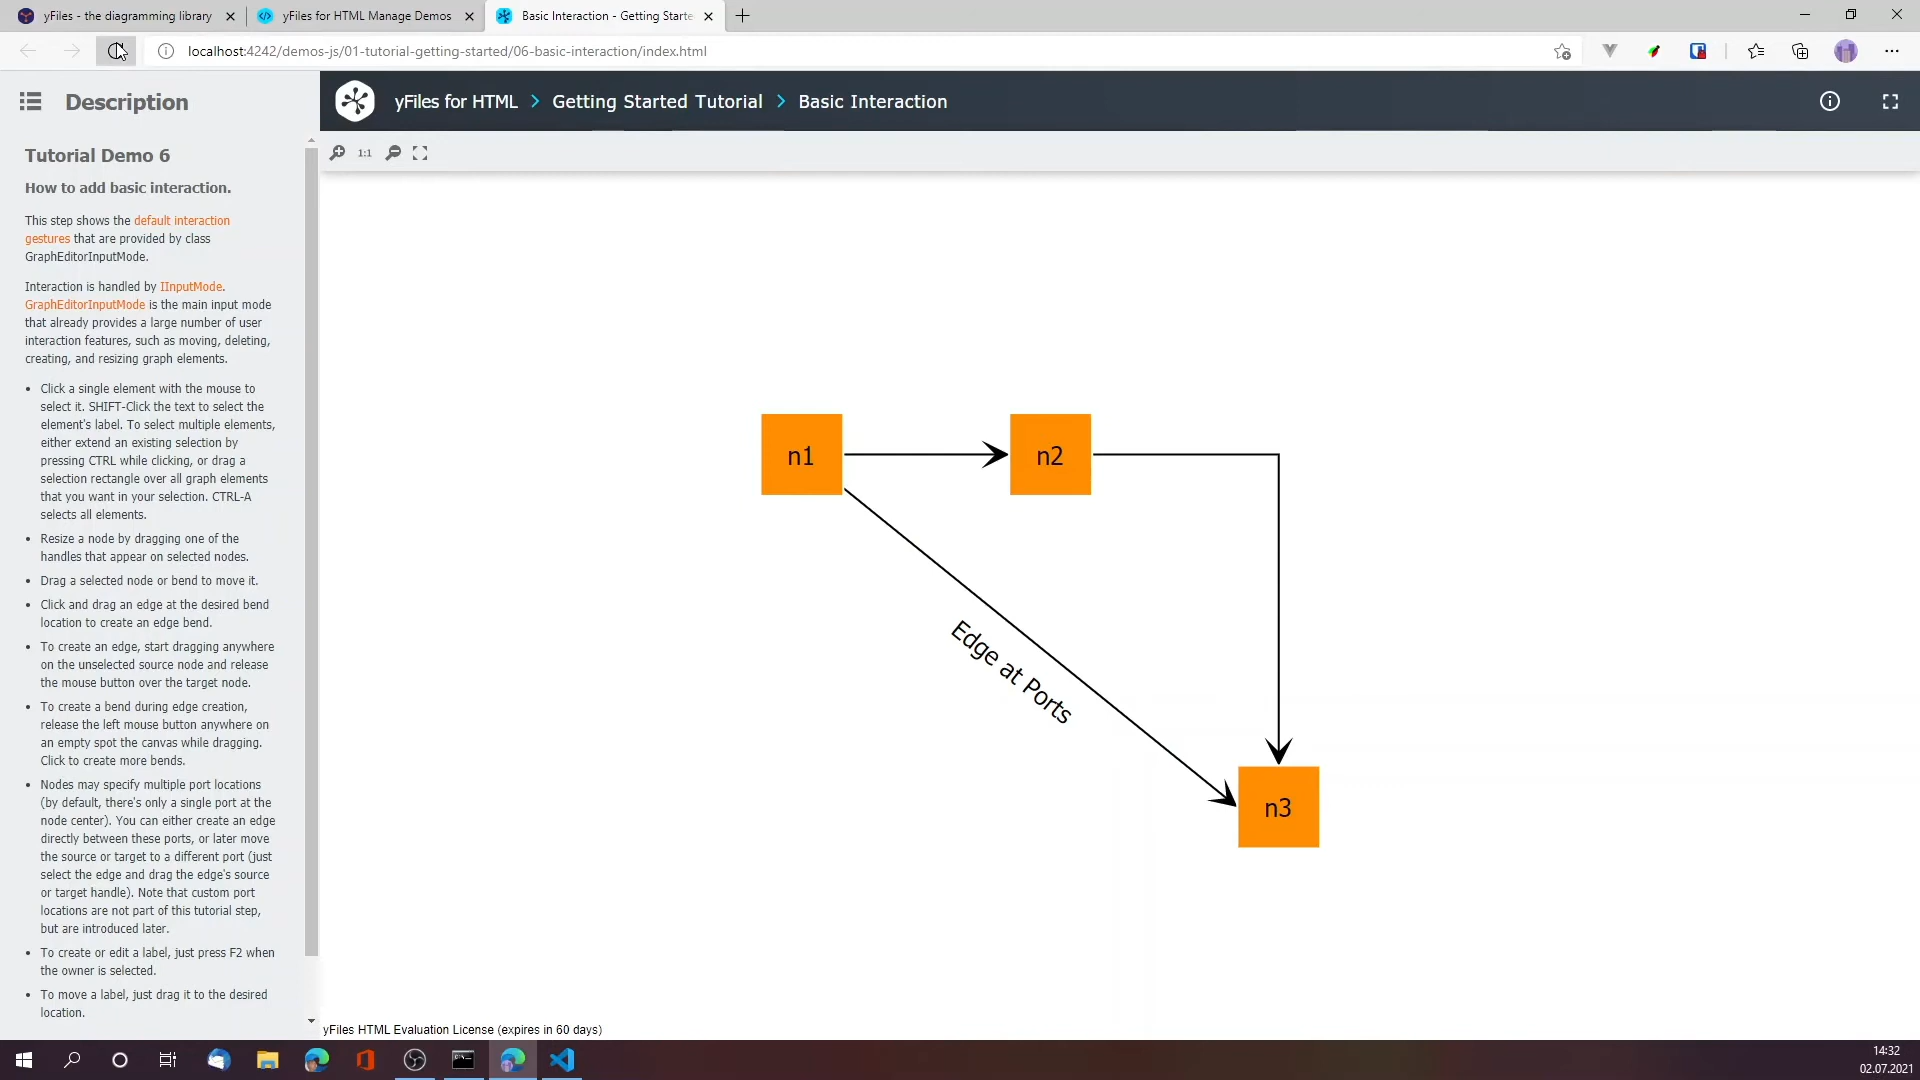 yFiles - the diagramming library
yFiles for HTML Manage Demos
Basic Interaction - Getting Starte
localhost:4242/demos-js/01-tutorial-getting-started/06-basic-interaction/index.html
Description
yFiles for HTML > Getting Started Tutorial > Basic Interaction
1:1
Tutorial Demo 6
How to add basic interaction.
This step shows the default interaction
gestures that are provided by class
GraphEditorInputMode.
Interaction is handled by IInputMode.
GraphEditorInputMode is the main input mode
that already provides a large number of user
interaction features, such as moving, deleting,
creating, and resizing graph elements.
• Click a single element with the mouse to
select it. SHIFT-Click the text to select the
element's label. To select multiple elements,
either extend an existing selection by
pressing CTRL while clicking, or drag a
selection rectangle over all graph elements
that you want in your selection. CTRL-A
selects all elements.
• Resize a node by dragging one of the
handles that appear on selected nodes.
• Drag a selected node or bend to move it.
• Click and drag an edge at the desired bend
location to create an edge bend.
• To create an edge, start dragging anywhere
on the unselected source node and release
the mouse button over the target node.
• To create a bend during edge creation,
release the left mouse button anywhere on
an empty spot the canvas while dragging.
Click to create more bends.
• Nodes may specify multiple port locations
(by default, there's only a single port at the
node center). You can either create an edge
directly between these ports, or later move
the source or target to a different port (just
select the edge and drag the edge's source
or target handle). Note that custom port
locations are not part of this tutorial step,
but are introduced later.
• To create or edit a label, just press F2 when
the owner is selected.
• To move a label, just drag it to the desired
location.
n1
n2
Edge at Ports
n3
yFiles HTML Evaluation License (expires in 60 days)
14:32
02.07.2021